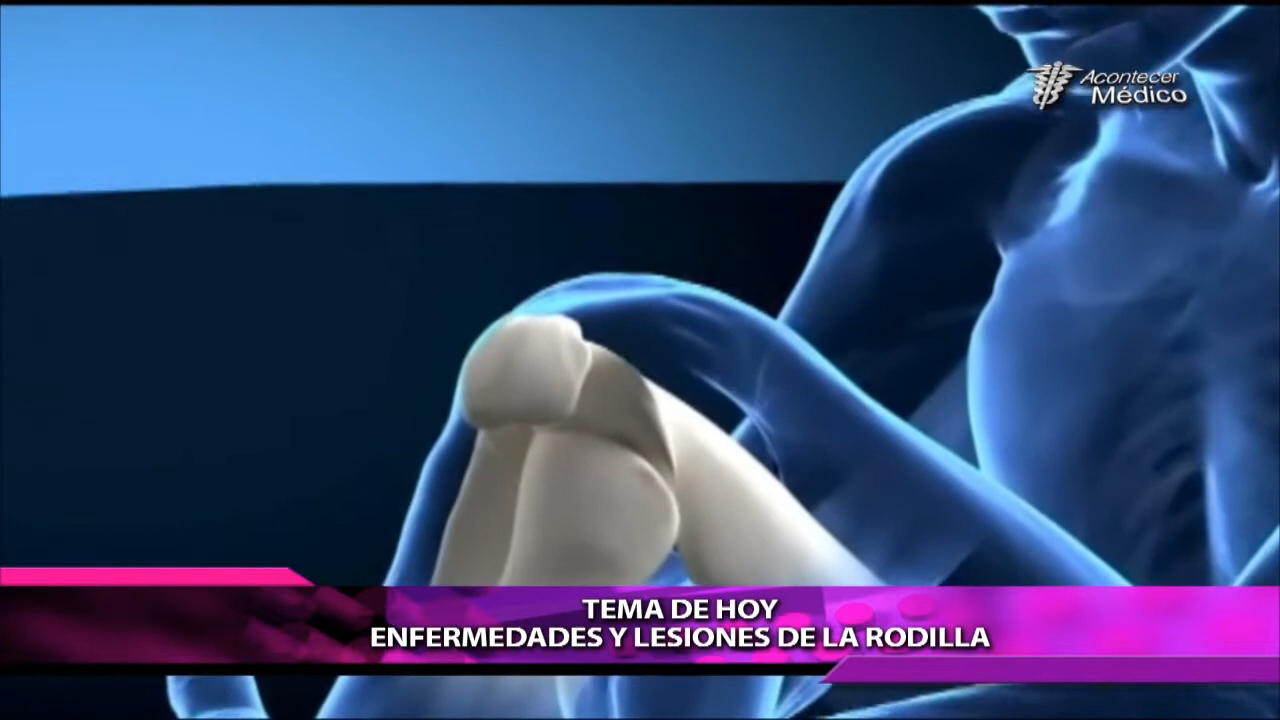 Acontecer
Médico
TEMA DE HOY
ENFERMEDADES Y LESIONES DE LA RODILLA